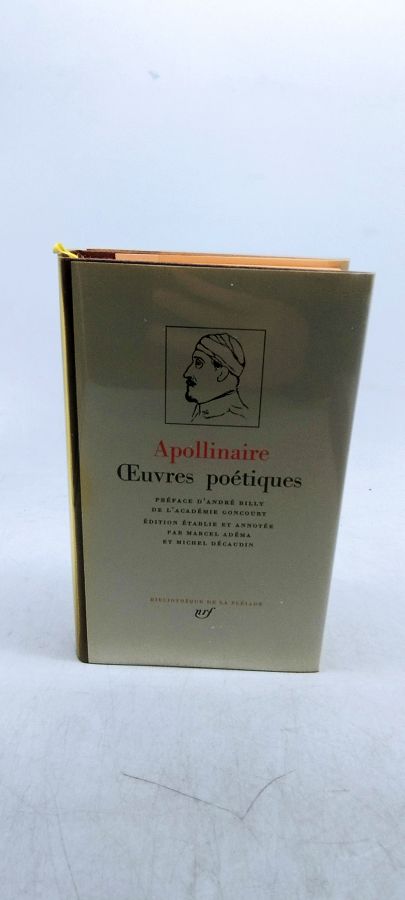 Apollinaire
Œuvres poétiques
PRÉFACE D'ANDRÉ BILLY
DE L'ACADÉMIE GONCOURT
ÉDITION ÉTABLIE ET ANNOTÉE
PAR MARCEL ADÉMA
ET MICHEL DÉCAUDIN
BIBLIOTHÈQUE DE LA PLÉIADE
nrf